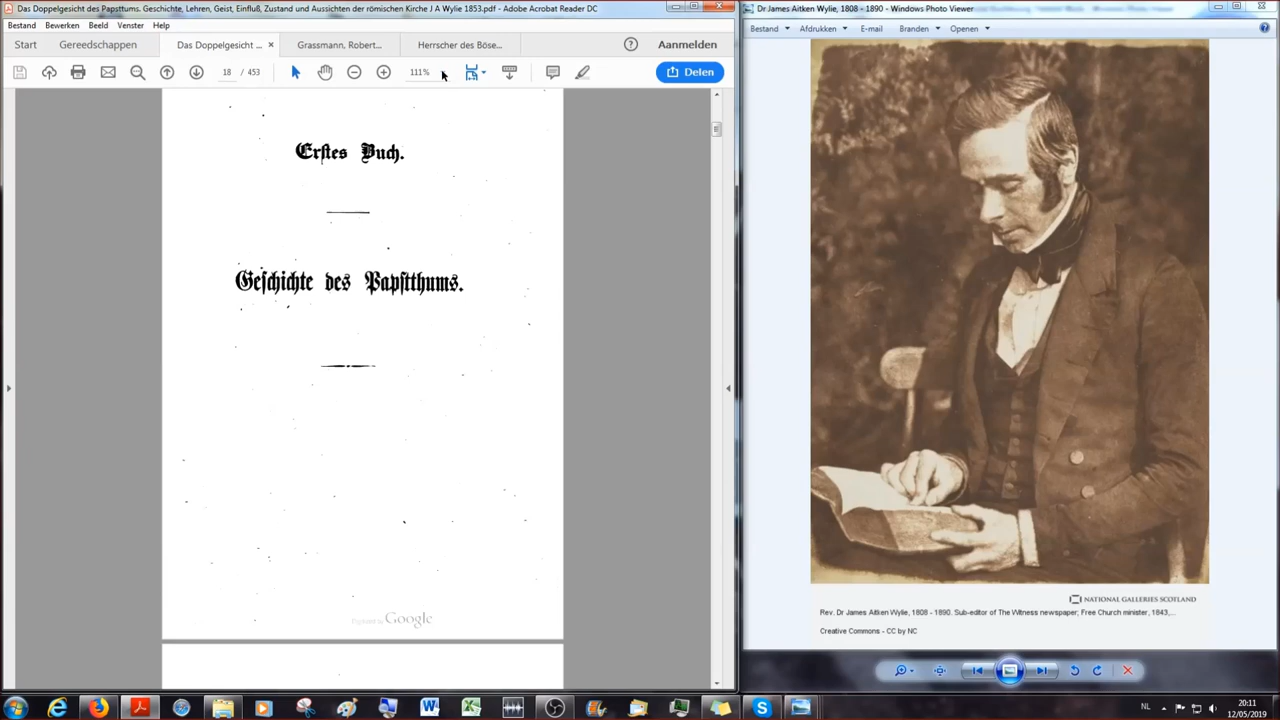 Das Doppelgesicht des Papsttums. Geschichte, Lehren, Geist, Einfluß, Zustand und Aussichten der römischen Kirche J A Wylie 1853.pdf - Adobe Acrobat Reader DC
Bestand Bewerken Beeld Venster Help
Start Gereedschappen Das Doppelgesicht ... Grassmann, Robert... Herrscher des Böse... Aanmelden
18 / 453 111% Delen
Erstes Buch.
Geschichte des Papstthums.
Digitized by Google
Dr James Aitken Wylie, 1808 - 1890 - Windows Photo Viewer
Bestand Afdrukken E-mail Branden Openen
NATIONAL GALLERIES SCOTLAND
Rev. Dr James Aitken Wylie, 1808 - 1890. Sub-editor of The Witness newspaper; Free Church minister, 1843,...
Creative Commons - CC by NC
NL 20:11
12/05/2019